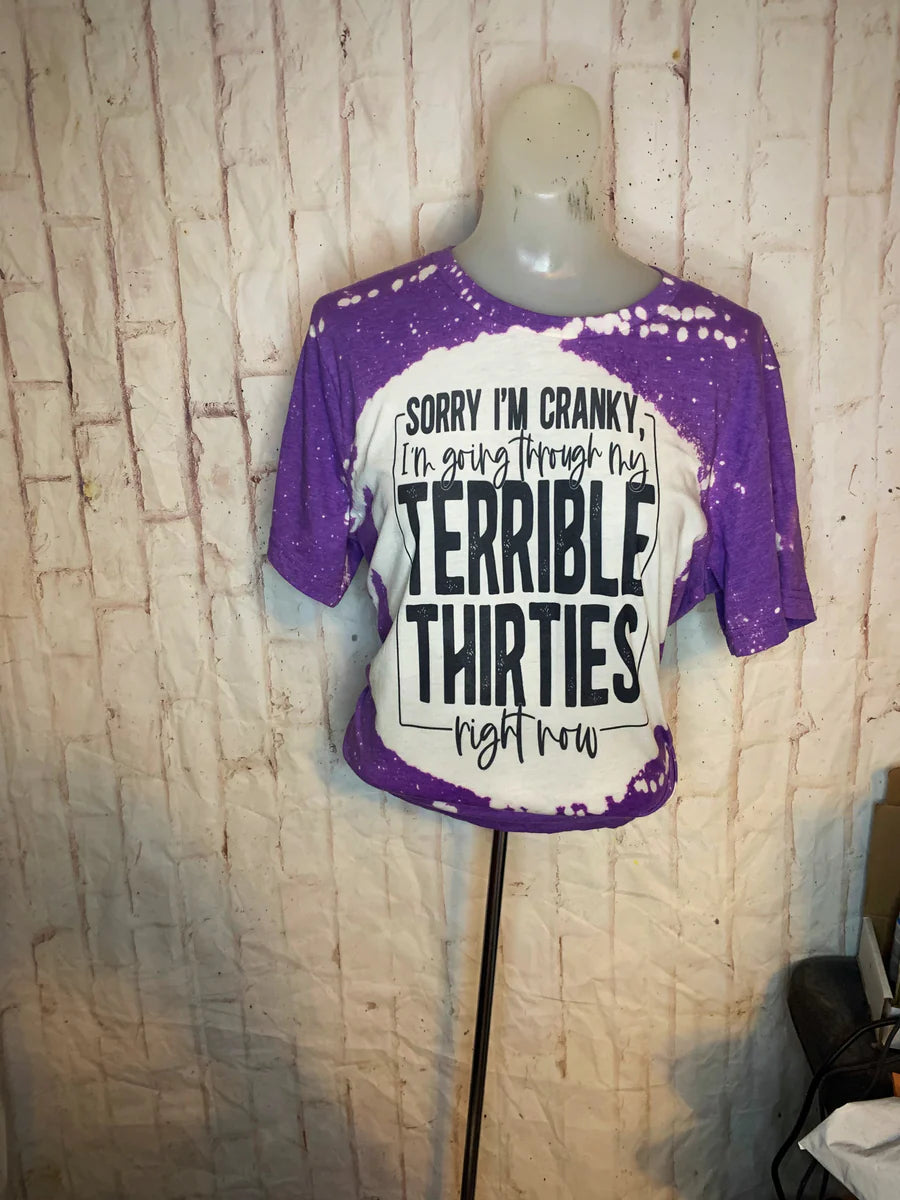 SORRY I'M CRANKY,
I'm going through my
TERRIBLE
THIRTIES
right now